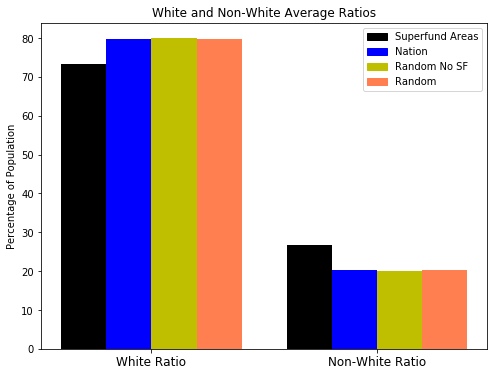 White and Non-White Average Ratios
Superfund Areas
Nation
Random No SF
Random
Percentage of Population
80
70
60
50
40
30
20
10
0
White Ratio
Non-White Ratio